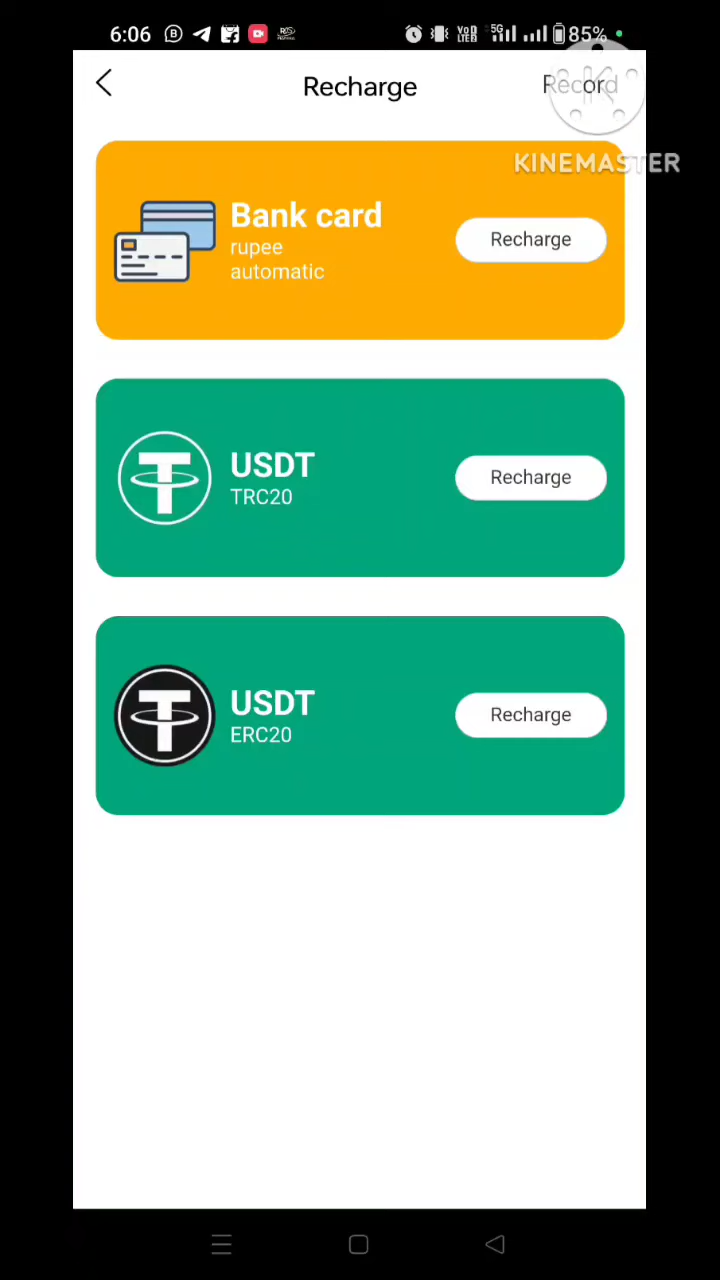 6:06
85%
Recharge
Record
KINEMASTER
Bank card
rupee
automatic
Recharge
USDT
TRC20
Recharge
USDT
ERC20
Recharge